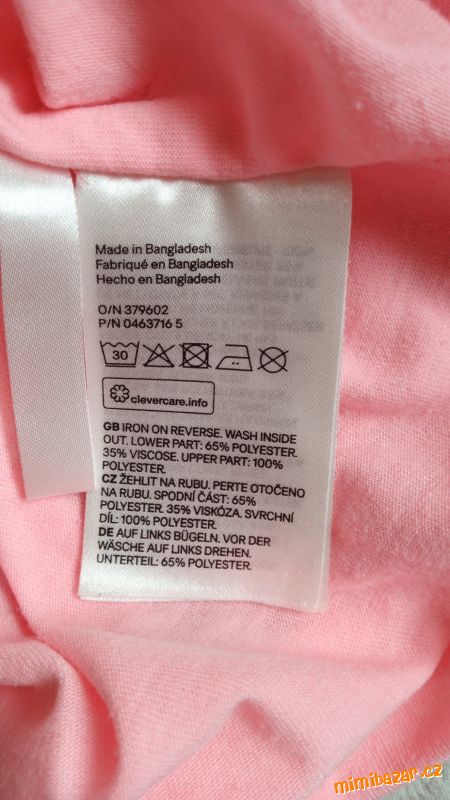 Made in Bangladesh
Fabriqué en Bangladesh
Hecho en Bangladesh
O/N 379602
P/N 0463716 5
30
clevercare.info
GB IRON ON REVERSE. WASH INSIDE
OUT. LOWER PART: 65% POLYESTER.
35% VISCOSE. UPPER PART: 100%
POLYESTER.
CZ ŽEHLIT NA RUBU. PERTE OTOČENO
NA RUBU. SPODNÍ ČÁST: 65%
POLYESTER. 35% VISKÓZA. SVRCHNÍ
DÍL: 100% POLYESTER.
DE AUF LINKS BÜGELN. VOR DER
WÄSCHE AUF LINKS DREHEN.
UNTERTEIL: 65% POLYESTER.
mimibazar.cz